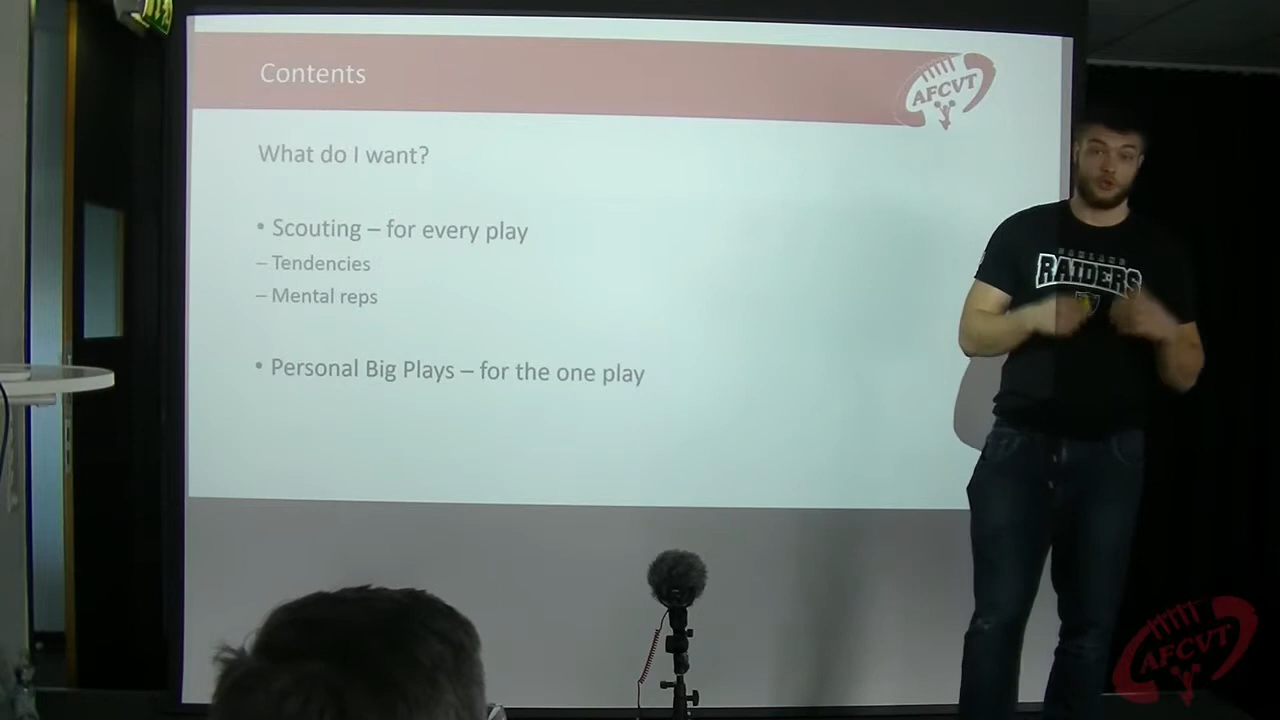 Contents
AFCVT
What do I want?
• Scouting – for every play
– Tendencies
– Mental reps
• Personal Big Plays – for the one play
RAIDERS
AFCVT